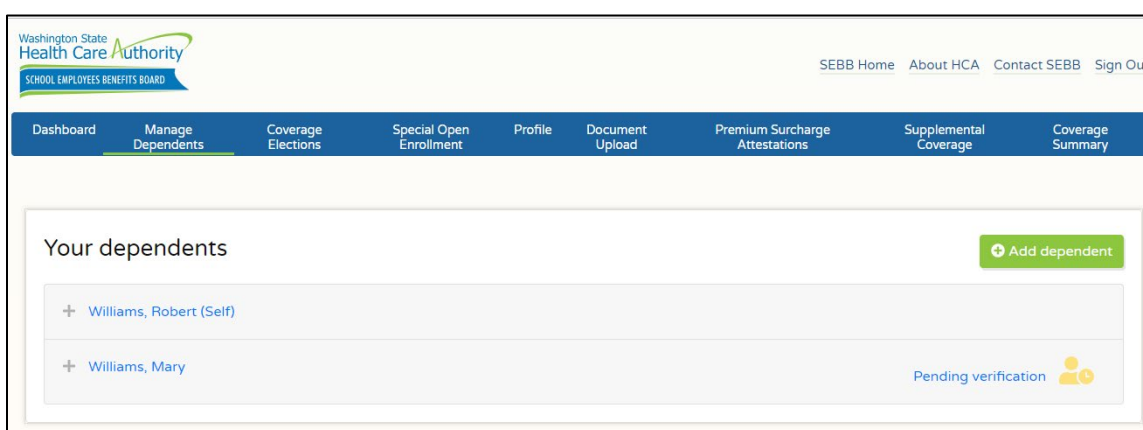 Washington State
Health Care Authority
SCHOOL EMPLOYEES BENEFITS BOARD
SEBB Home About HCA Contact SEBB Sign Ou
Dashboard Manage Dependents Coverage Elections Special Open Enrollment Profile Document Upload Premium Surcharge Attestations Supplemental Coverage Coverage Summary
Your dependents
Add dependent
Williams, Robert (Self)
Williams, Mary
Pending verification